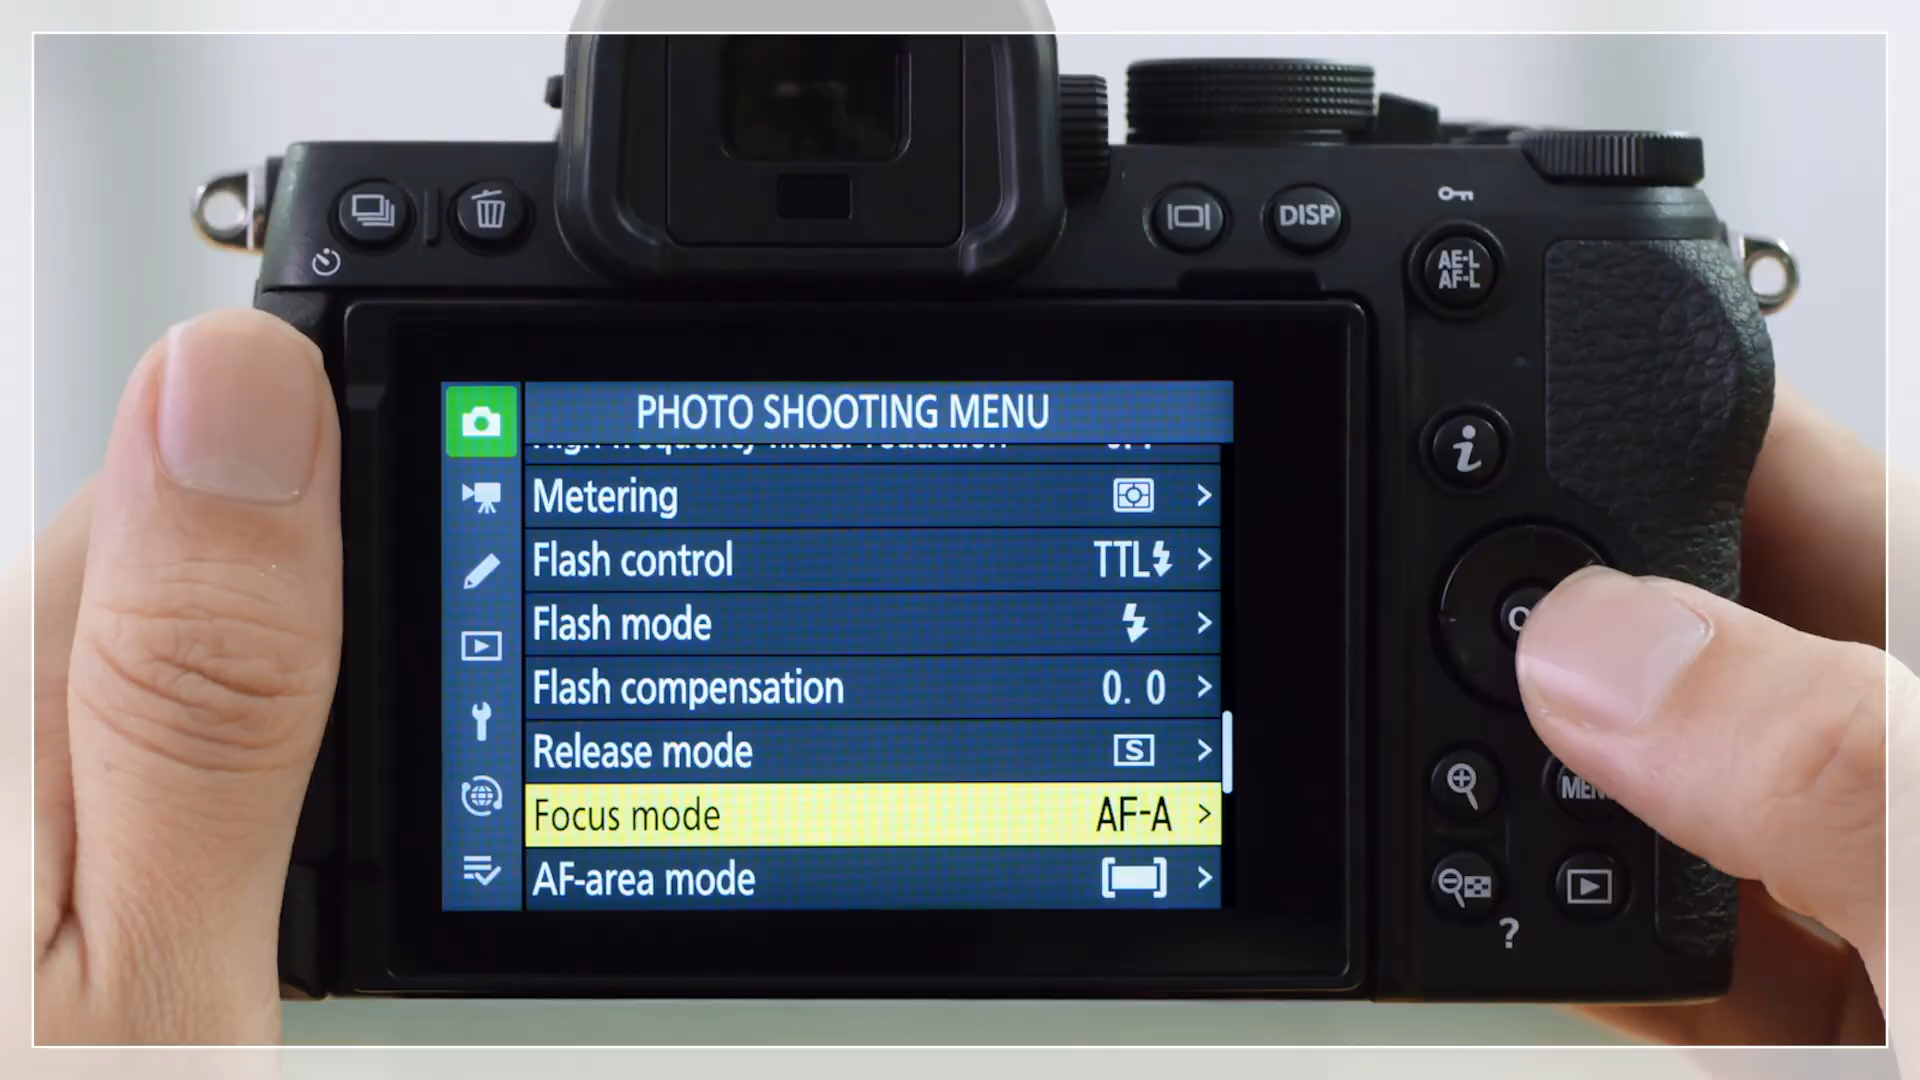 DISP
AE-L
AF-L
PHOTO SHOOTING MENU
Metering
Flash control TTL
Flash mode
Flash compensation 0. 0
Release mode S
Focus mode AF-A
AF-area mode
i
?